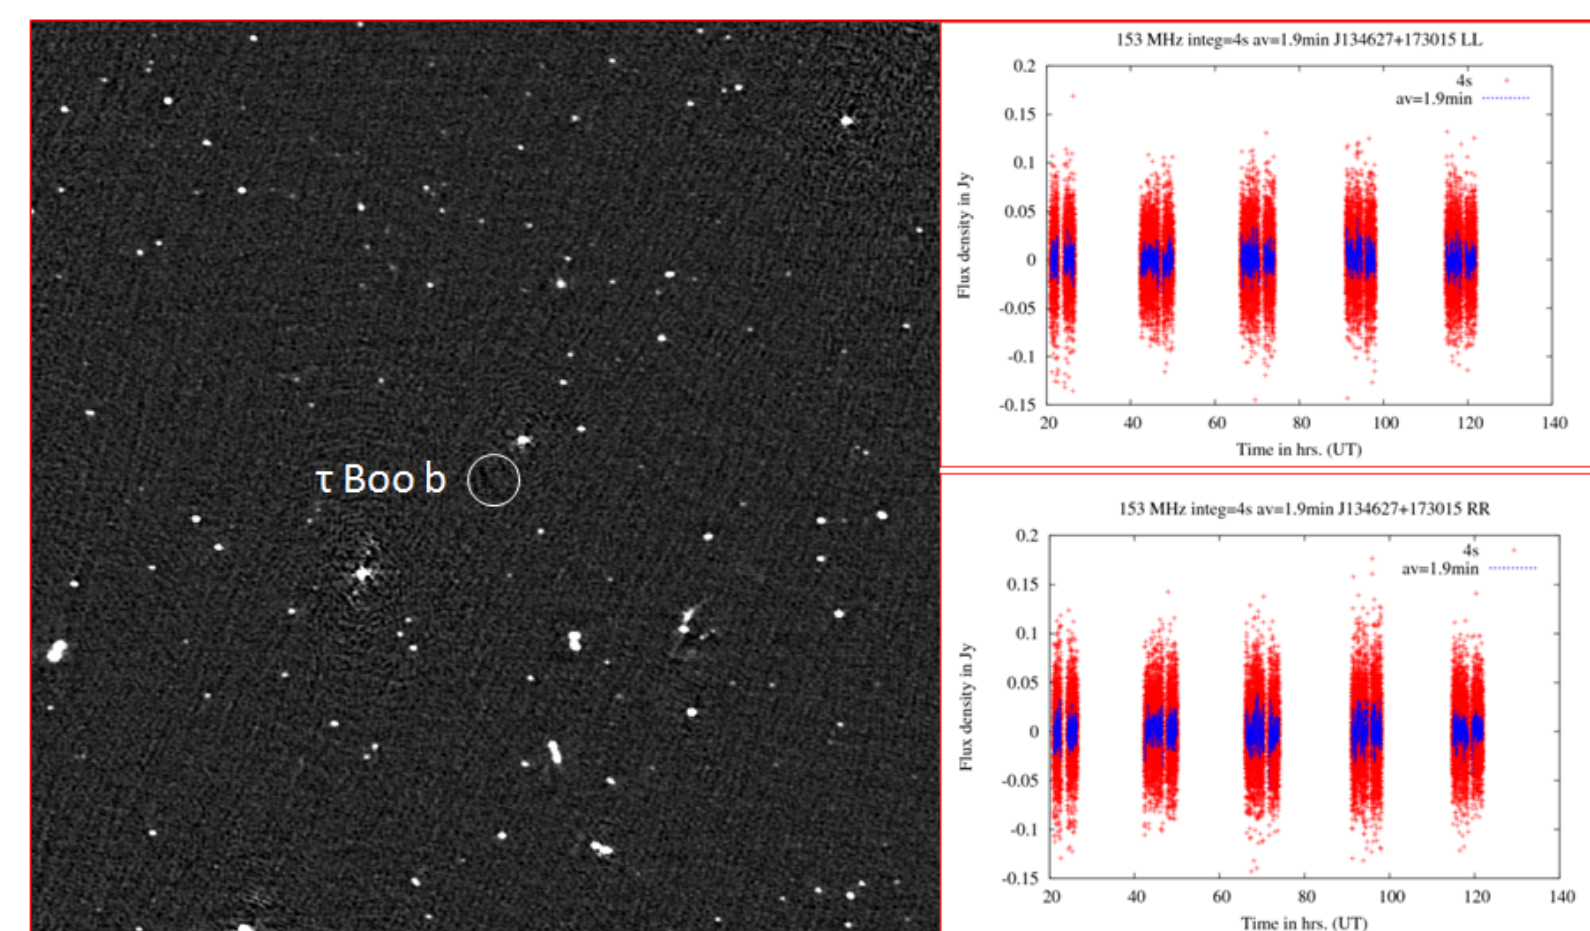 τ Boo b
153 MHz integ=4s av=1.9min J134627+173015 LL
4s
av=1.9min
Flux density in Jy
0.2
0.15
0.1
0.05
0
-0.05
-0.1
-0.15
20 40 60 80 100 120 140
Time in hrs. (UT)
153 MHz integ=4s av=1.9min J134627+173015 RR
4s
av=1.9min
Flux density in Jy
0.2
0.15
0.1
0.05
0
-0.05
-0.1
-0.15
20 40 60 80 100 120 140
Time in hrs. (UT)